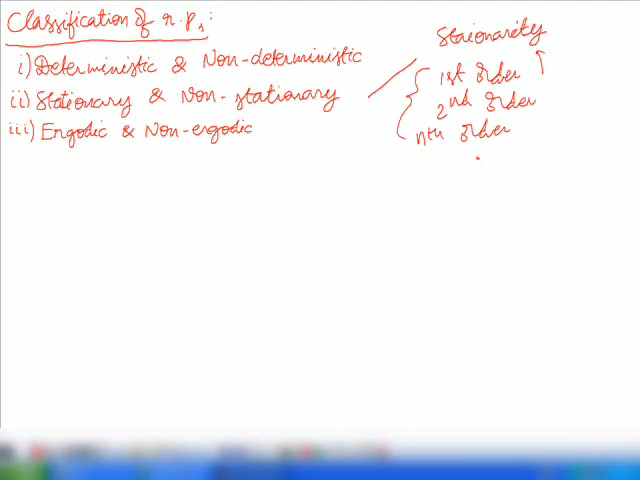 Classification of r.p.s:
i) Deterministic & Non-deterministic
ii) Stationary & Non-stationary
iii) Ergodic & Non-ergodic
Staionarity
1st order
2nd order
nth order